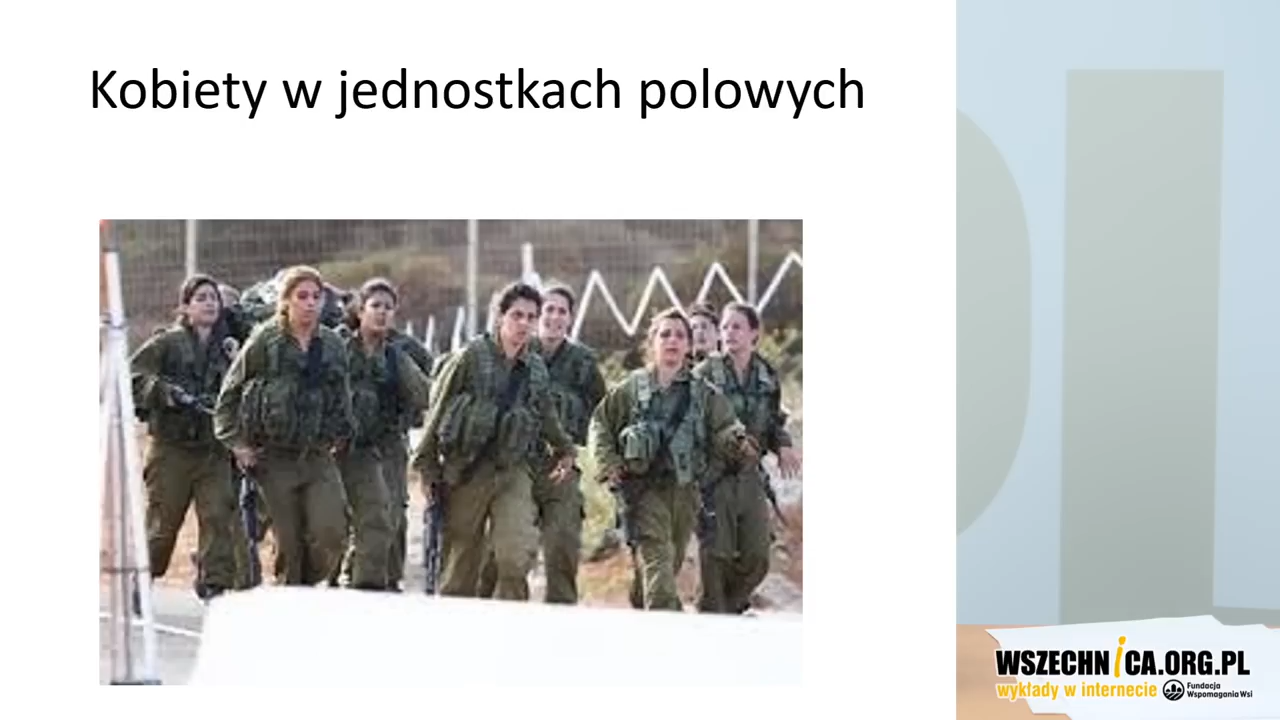 Kobiety w jednostkach polowych
WSZECHNiCA.ORG.PL
wykłady w internecie
Fundacja
Wspomagania Wsi